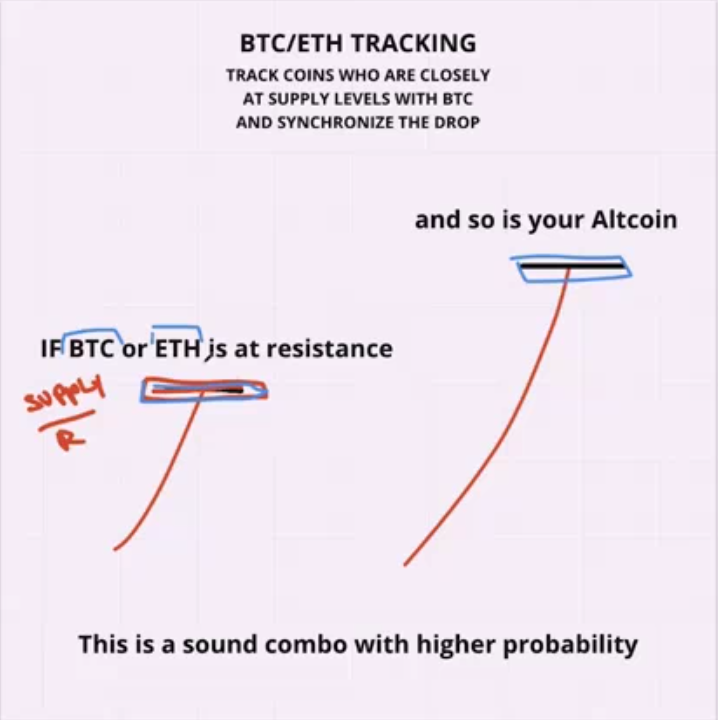 BTC/ETH TRACKING
TRACK COINS WHO ARE CLOSELY
AT SUPPLY LEVELS WITH BTC
AND SYNCHRONIZE THE DROP
and so is your Altcoin
IF BTC or ETH is at resistance
supply
R
This is a sound combo with higher probability